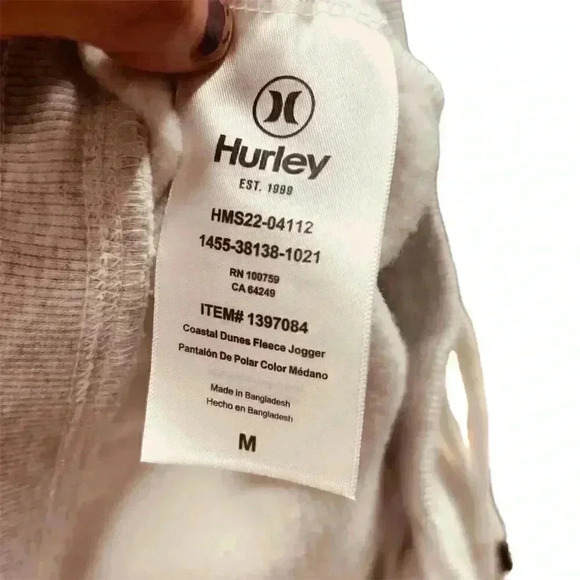 Hurley
EST. 1999
HMS22-04112
1455-38138-1021
RN 100759
CA 64249
ITEM# 1397084
Coastal Dunes Fleece Jogger
Pantalón De Polar Color Médano
Made in Bangladesh
Hecho en Bangladesh
M